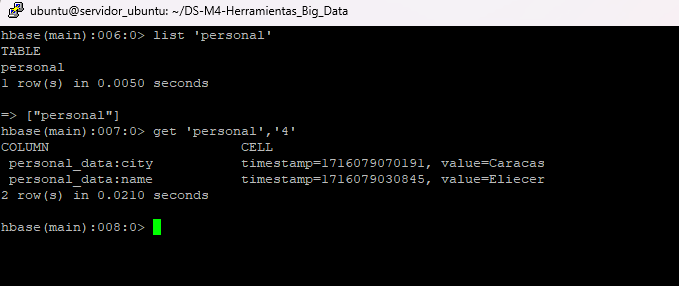 ubuntu@servidor_ubuntu: ~/DS-M4-Herramientas_Big_Data
hbase(main):006:0> list 'personal'
TABLE
personal
1 row(s) in 0.0050 seconds

=> ["personal"]
hbase(main):007:0> get 'personal','4'
COLUMN                        CELL
 personal_data:city           timestamp=1716079070191, value=Caracas
 personal_data:name           timestamp=1716079030845, value=Eliecer
2 row(s) in 0.0210 seconds

hbase(main):008:0>